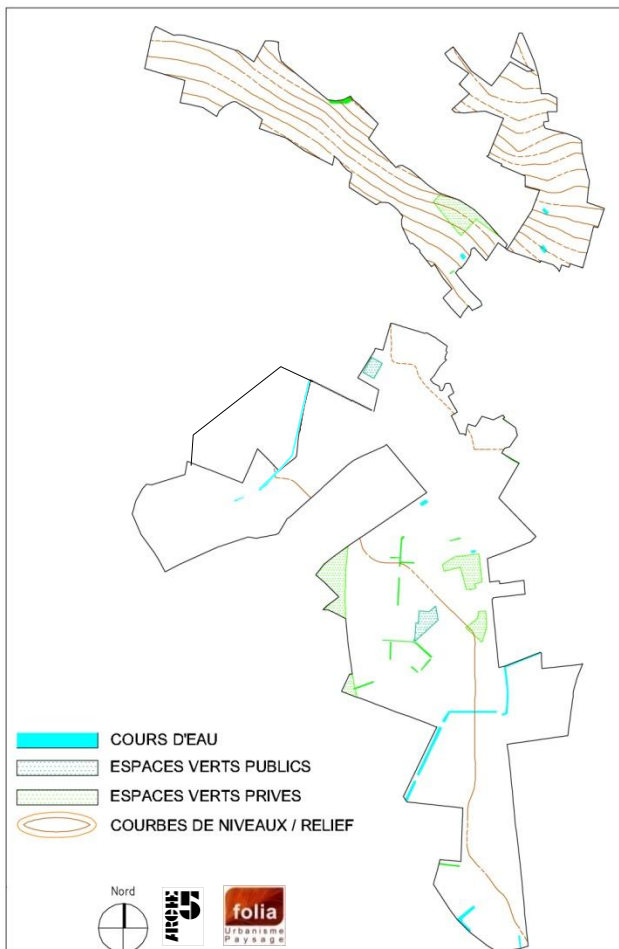 COURS D'EAU
ESPACES VERTS PUBLICS
ESPACES VERTS PRIVES
COURBES DE NIVEAUX / RELIEF
Nord
ARCHE 5
folia
Urbanisme
Paysage